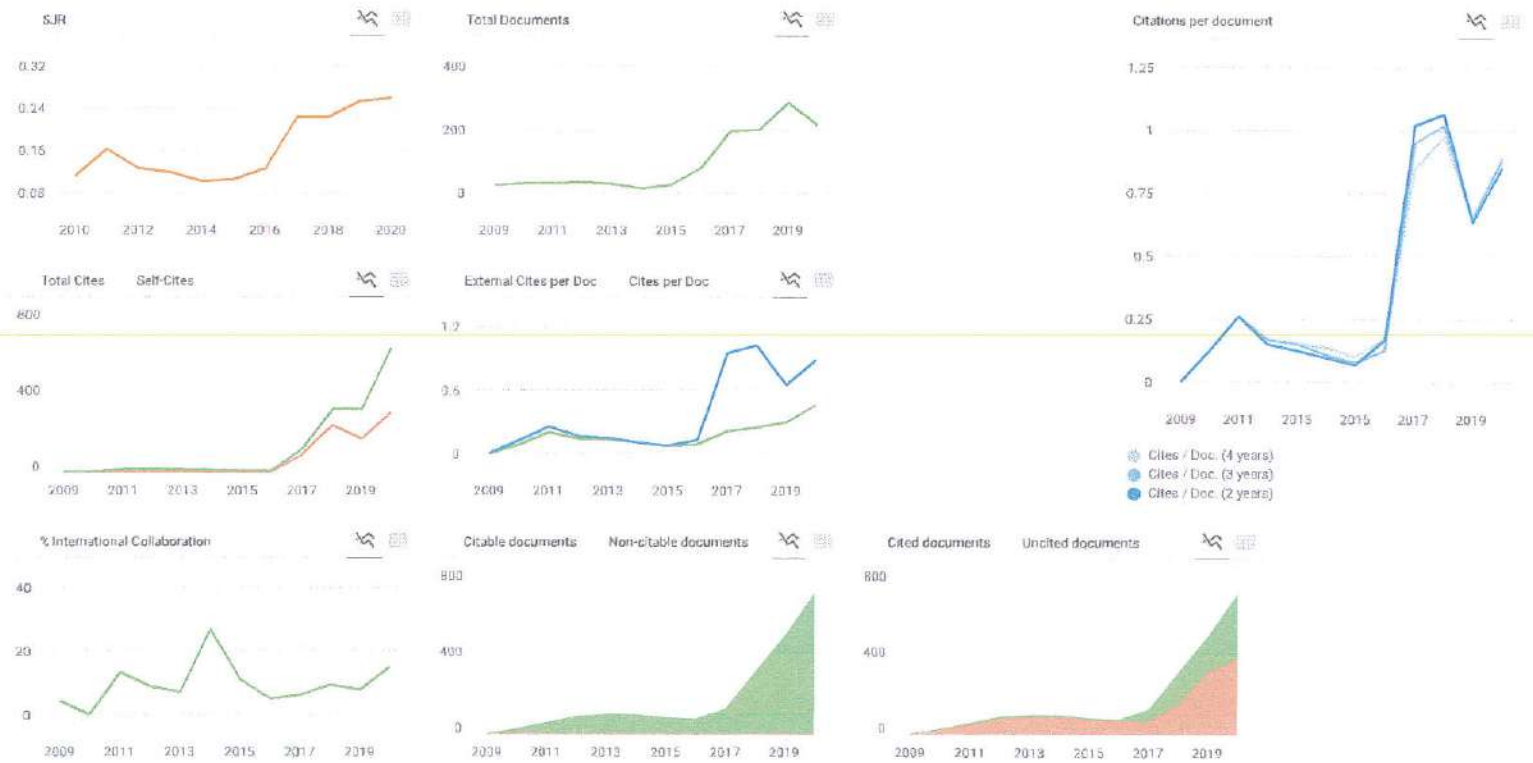 SJR
0.32
0.24
0.15
0.08
2010 2012 2014 2016 2018 2020
Total Documents
400
200
0
2009 2011 2013 2015 2017 2019
Citations per document
1.25
1
0.75
0.5
0.25
0
2009 2011 2013 2015 2017 2019
Cites / Doc. (4 years)
Cites / Doc. (3 years)
Cites / Doc. (2 years)
Total Cites Self-Cites
800
400
0
2009 2011 2013 2015 2017 2019
External Cites per Doc Cites per Doc
1.2
0.6
0
2009 2011 2013 2015 2017 2019
% International Collaboration
40
20
0
2009 2011 2013 2015 2017 2019
Citable documents Non-citable documents
800
400
0
2009 2011 2013 2015 2017 2019
Cited documents Uncited documents
800
400
0
2009 2011 2013 2015 2017 2019